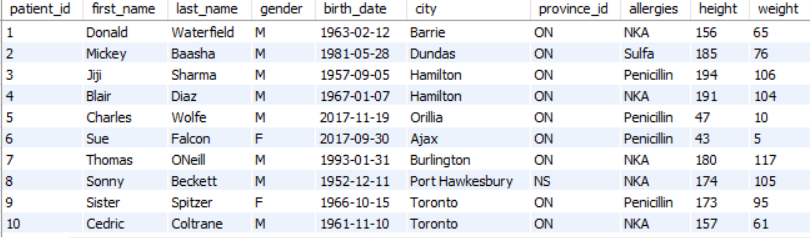 patient_id first_name last_name gender birth_date city province_id allergies height weight
1 Donald Waterfield M 1963-02-12 Barrie ON NKA 156 65
2 Mickey Baasha M 1981-05-28 Dundas ON Sulfa 185 76
3 Jiji Sharma M 1957-09-05 Hamilton ON Penicillin 194 106
4 Blair Diaz M 1967-01-07 Hamilton ON NKA 191 104
5 Charles Wolfe M 2017-11-19 Orillia ON Penicillin 47 10
6 Sue Falcon F 2017-09-30 Ajax ON Penicillin 43 5
7 Thomas ONeill M 1993-01-31 Burlington ON NKA 180 117
8 Sonny Beckett M 1952-12-11 Port Hawkesbury NS NKA 174 105
9 Sister Spitzer F 1966-10-15 Toronto ON Penicillin 173 95
10 Cedric Coltrane M 1961-11-10 Toronto ON NKA 157 61